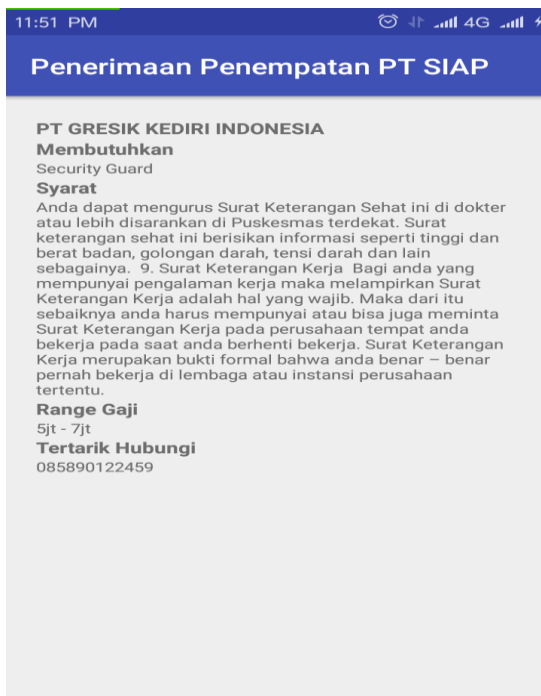 11:51 PM 4G
Penerimaan Penempatan PT SIAP
PT GRESIK KEDIRI INDONESIA
Membutuhkan
Security Guard
Syarat
Anda dapat mengurus Surat Keterangan Sehat ini di dokter
atau lebih disarankan di Puskesmas terdekat. Surat
keterangan sehat ini berisikan informasi seperti tinggi dan
berat badan, golongan darah, tensi darah dan lain
sebagainya.  9. Surat Keterangan Kerja  Bagi anda yang
mempunyai pengalaman kerja maka melampirkan Surat
Keterangan Kerja adalah hal yang wajib. Maka dari itu
sebaiknya anda harus mempunyai atau bisa juga meminta
Surat Keterangan Kerja pada perusahaan tempat anda
bekerja pada saat anda berhenti bekerja. Surat Keterangan
Kerja merupakan bukti formal bahwa anda benar – benar
pernah bekerja di lembaga atau instansi perusahaan
tertentu.
Range Gaji
5jt - 7jt
Tertarik Hubungi
085890122459